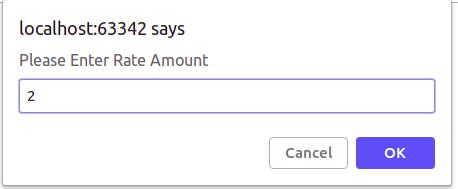 localhost:63342 says
Please Enter Rate Amount
2
Cancel OK